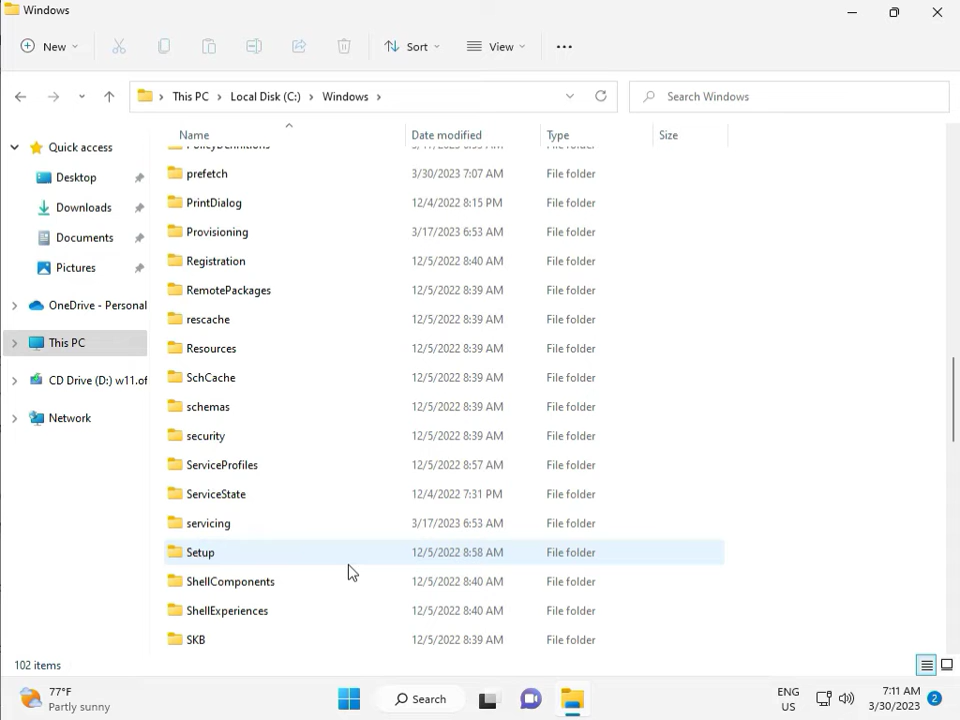 Windows
New
Sort
View
This PC
Local Disk (C:)
Windows
Search Windows
Name
Date modified
Type
Size
Quick access
Desktop
Downloads
Documents
Pictures
OneDrive - Personal
This PC
CD Drive (D:) w11.of
Network
prefetch 3/30/2023 7:07 AM File folder
PrintDialog 12/4/2022 8:15 PM File folder
Provisioning 3/17/2023 6:53 AM File folder
Registration 12/5/2022 8:40 AM File folder
RemotePackages 12/5/2022 8:39 AM File folder
rescache 12/5/2022 8:39 AM File folder
Resources 12/5/2022 8:39 AM File folder
SchCache 12/5/2022 8:39 AM File folder
schemas 12/5/2022 8:39 AM File folder
security 12/5/2022 8:39 AM File folder
ServiceProfiles 12/5/2022 8:57 AM File folder
ServiceState 12/4/2022 7:31 PM File folder
servicing 3/17/2023 6:53 AM File folder
Setup 12/5/2022 8:58 AM File folder
ShellComponents 12/5/2022 8:40 AM File folder
ShellExperiences 12/5/2022 8:40 AM File folder
SKB 12/5/2022 8:39 AM File folder
102 items
77°F
Partly sunny
Search
ENG
US
7:11 AM
3/30/2023
2